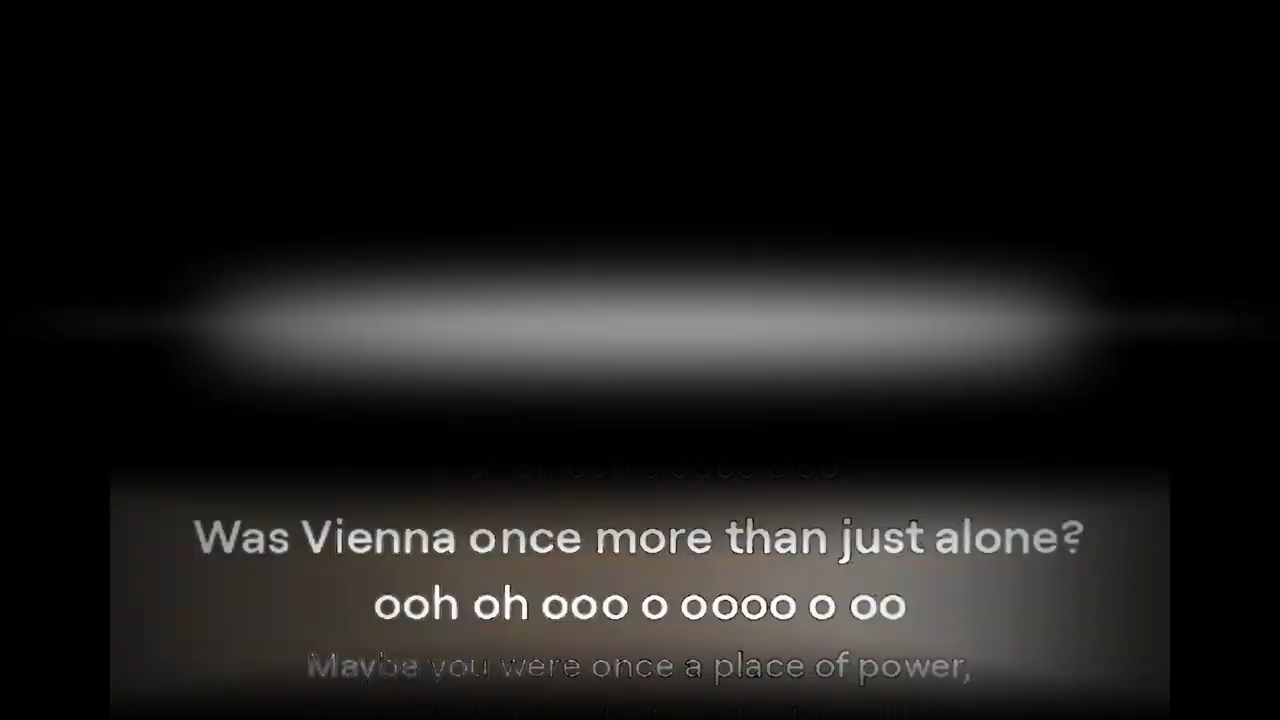 Was Vienna once more than just alone?
ooh oh ooo o oooo o oo
Maybe you were once a place of power,